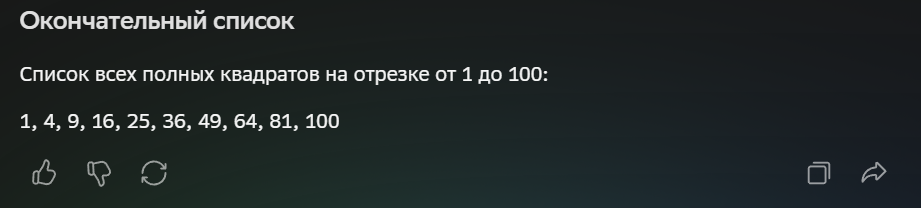 Окончательный список
Список всех полных квадратов на отрезке от 1 до 100:
1, 4, 9, 16, 25, 36, 49, 64, 81, 100